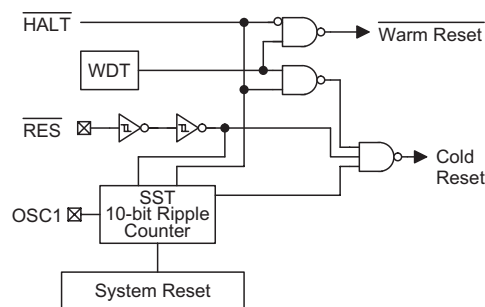 HALT
Warm Reset
WDT
RES
Cold
Reset
OSC1
SST
10-bit Ripple
Counter
System Reset